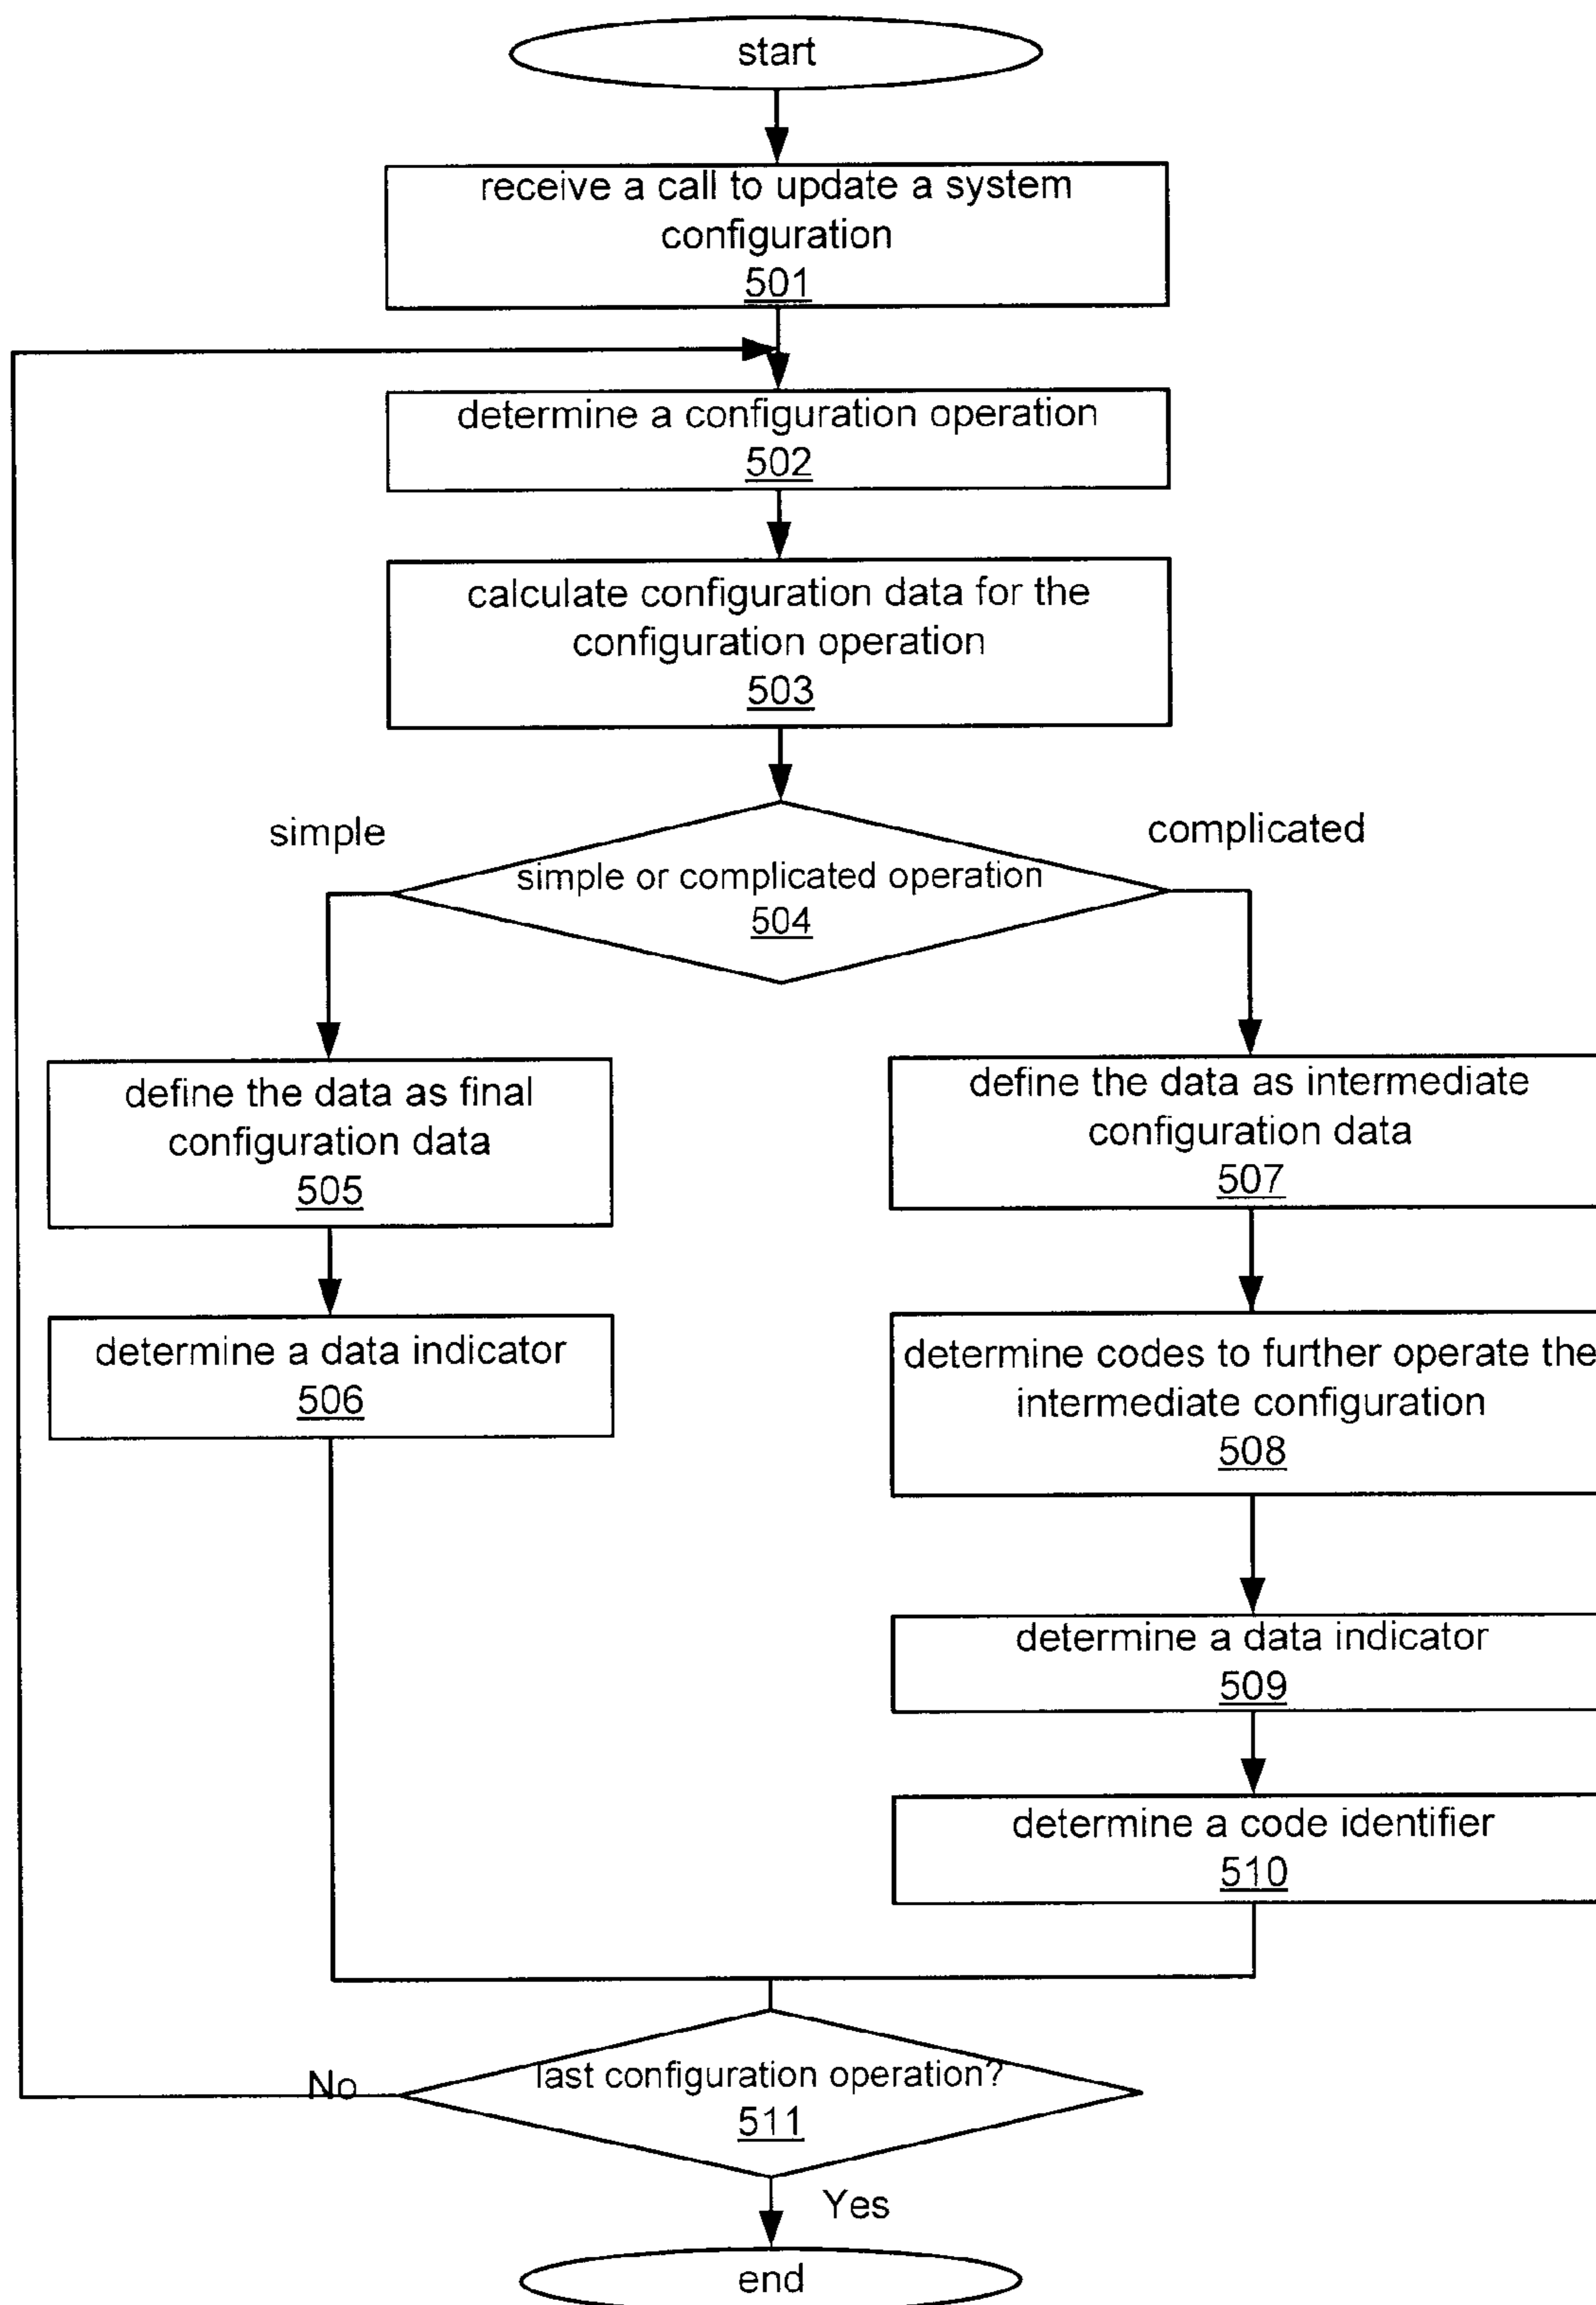 start
receive a call to update a system
configuration
501
determine a configuration operation
502
calculate configuration data for the
configuration operation
503
simple
complicated
simple or complicated operation
504
define the data as final
configuration data
505
define the data as intermediate
configuration data
507
determine a data indicator
506
determine codes to further operate the
intermediate configuration
508
determine a data indicator
509
determine a code identifier
510
No
last configuration operation?
511
Yes
end